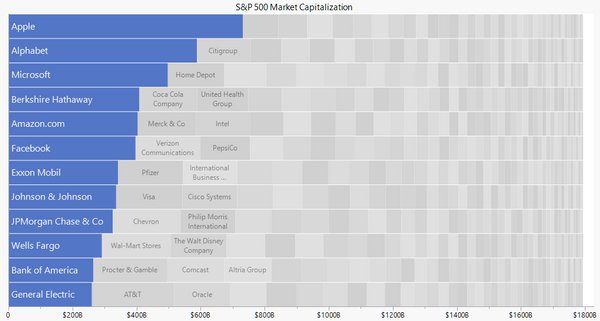 S&P 500 Market Capitalization
Apple
Alphabet
Citigroup
Microsoft
Home Depot
Berkshire Hathaway
Coca Cola
Company
United Health
Group
Amazon.com
Merck & Co
Intel
Facebook
Verizon
Communications
PepsiCo
Exxon Mobil
Pfizer
International
Business ...
Johnson & Johnson
Visa
Cisco Systems
JPMorgan Chase & Co
Chevron
Philip Morris
International
Wells Fargo
Wal-Mart Stores
The Walt Disney
Company
Bank of America
Procter & Gamble
Comcast
Altria Group
General Electric
AT&T
Oracle
0 $200B $400B $600B $800B $1000B $1200B $1400B $1600B $1800B